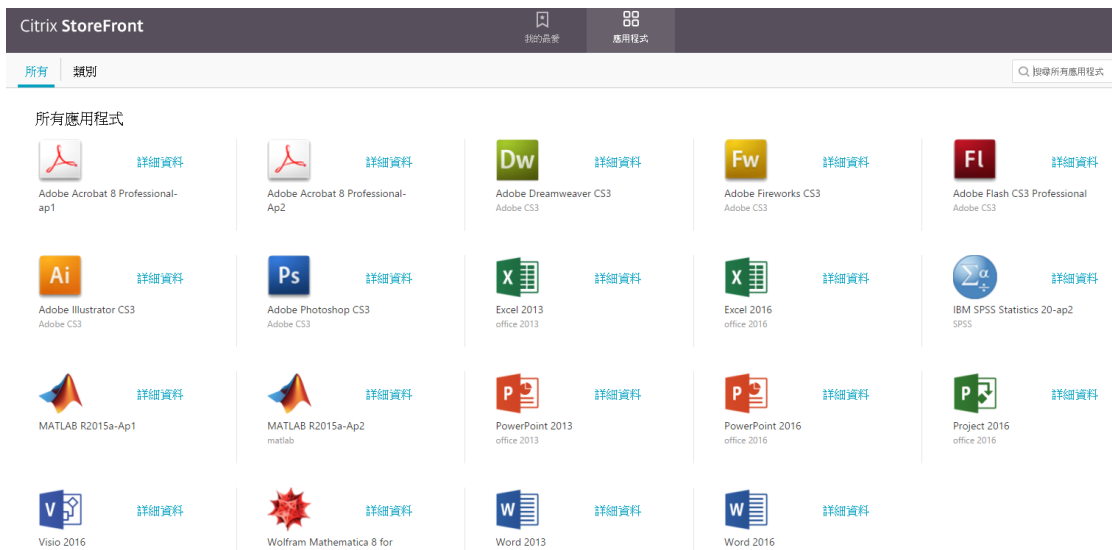 Citrix StoreFront
我的最愛
應用程式
所有
類別
搜尋所有應用程式
所有應用程式
詳細資料
Adobe Acrobat 8 Professional-
ap1
詳細資料
Adobe Acrobat 8 Professional-
Ap2
Dw
詳細資料
Adobe Dreamweaver CS3
Adobe CS3
Fw
詳細資料
Adobe Fireworks CS3
Adobe CS3
FL
詳細資料
Adobe Flash CS3 Professional
Adobe CS3
Ai
詳細資料
Adobe Illustrator CS3
Adobe CS3
Ps
詳細資料
Adobe Photoshop CS3
Adobe CS3
X
詳細資料
Excel 2013
office 2013
X
詳細資料
Excel 2016
office 2016
Σα÷
詳細資料
IBM SPSS Statistics 20-ap2
SPSS
詳細資料
MATLAB R2015a-Ap1
詳細資料
MATLAB R2015a-Ap2
matlab
P
詳細資料
PowerPoint 2013
office 2013
P
詳細資料
PowerPoint 2016
office 2016
P
詳細資料
Project 2016
office 2016
V
詳細資料
Visio 2016
詳細資料
Wolfram Mathematica 8 for
W
詳細資料
Word 2013
W
詳細資料
Word 2016